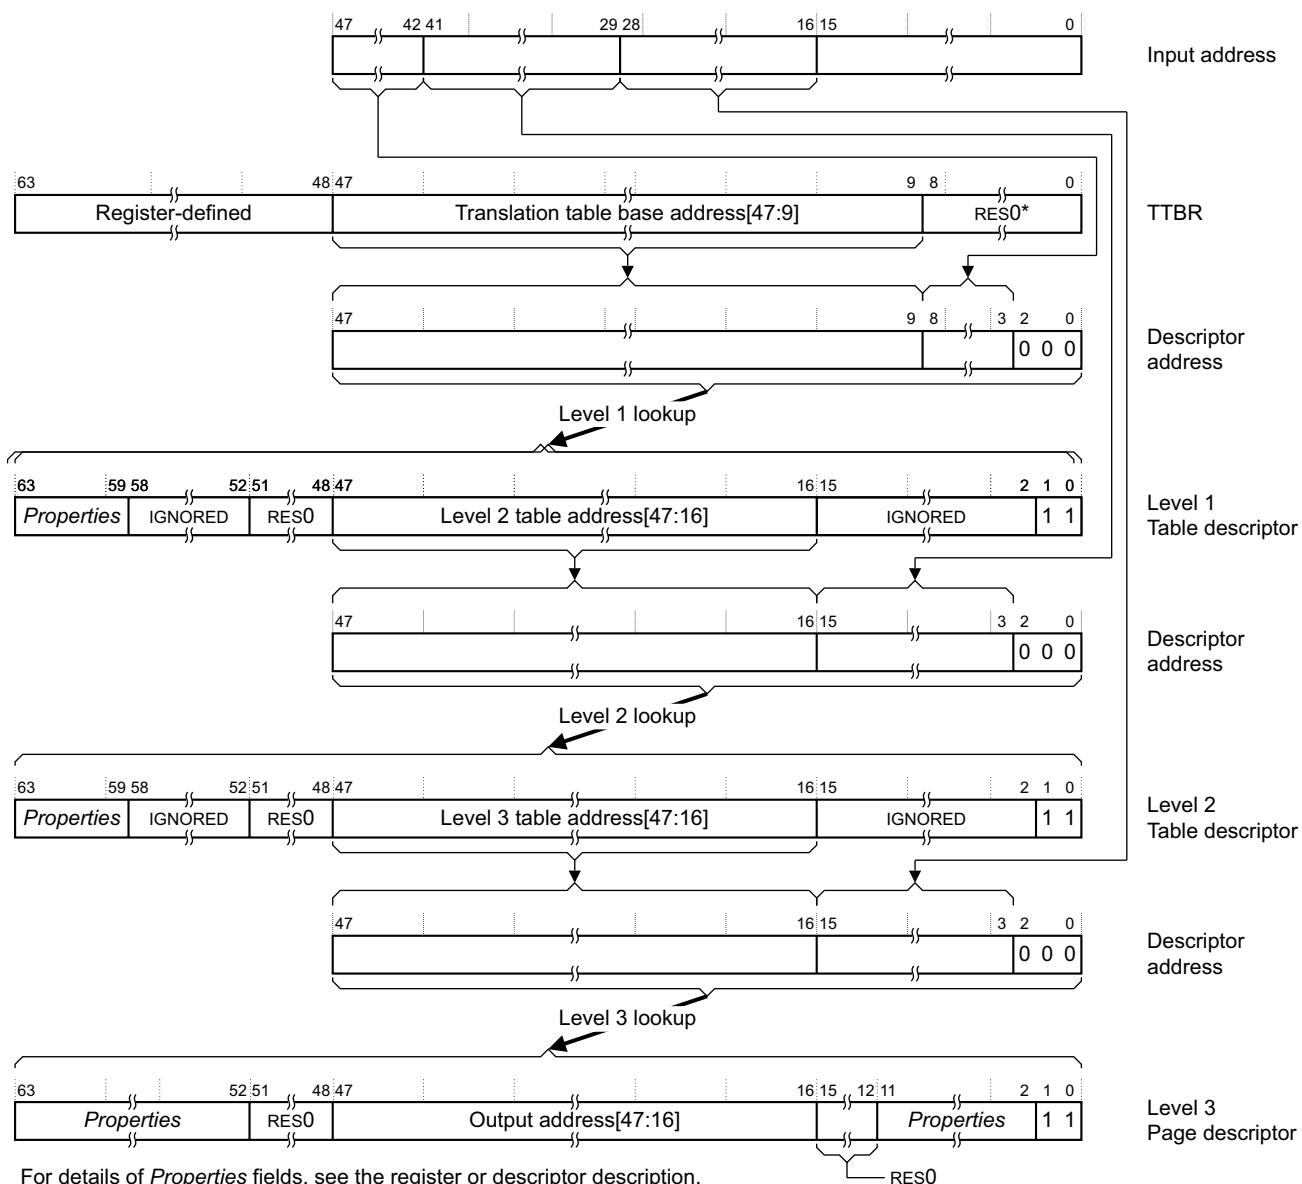 47 42 41 29 28 16 15 0
Input address
63 48 47 9 8 0
Register-defined Translation table base address[47:9] RES0*
TTBR
47 9 8 3 2 0
0 0 0
Descriptor
address
Level 1 lookup
63 59 58 52 51 48 47 16 15 2 1 0
Properties IGNORED RES0 Level 2 table address[47:16] IGNORED 1 1
Level 1
Table descriptor
47 16 15 3 2 0
0 0 0
Descriptor
address
Level 2 lookup
63 59 58 52 51 48 47 16 15 2 1 0
Properties IGNORED RES0 Level 3 table address[47:16] IGNORED 1 1
Level 2
Table descriptor
47 16 15 3 2 0
0 0 0
Descriptor
address
Level 3 lookup
63 52 51 48 47 16 15 12 11 2 1 0
Properties RES0 Output address[47:16] Properties 1 1
Level 3
Page descriptor
For details of Properties fields, see the register or descriptor description.
RES0